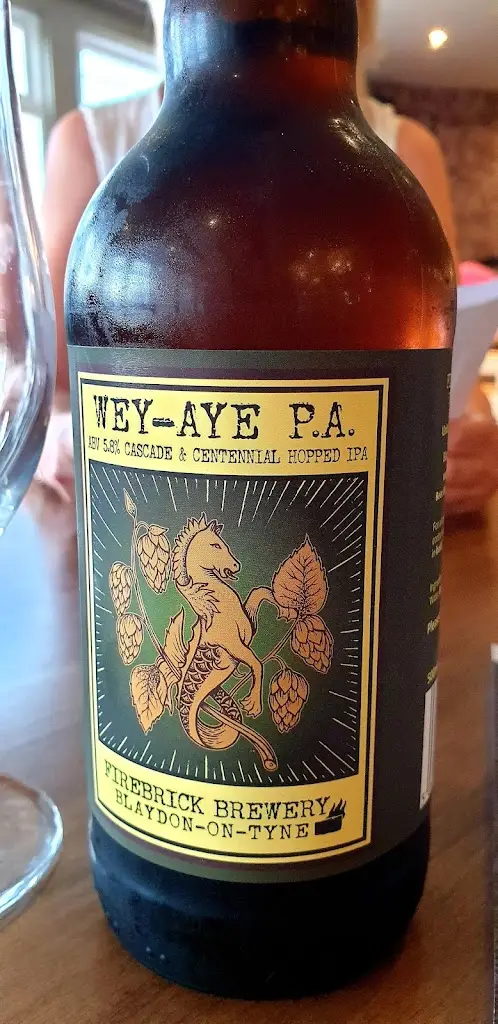 WEY-AYE P.A.
ABV 5.8% CASCADE & CENTENNIAL HOPPED IPA
FIREBRICK BREWERY
BLAYDON-ON-TYNE